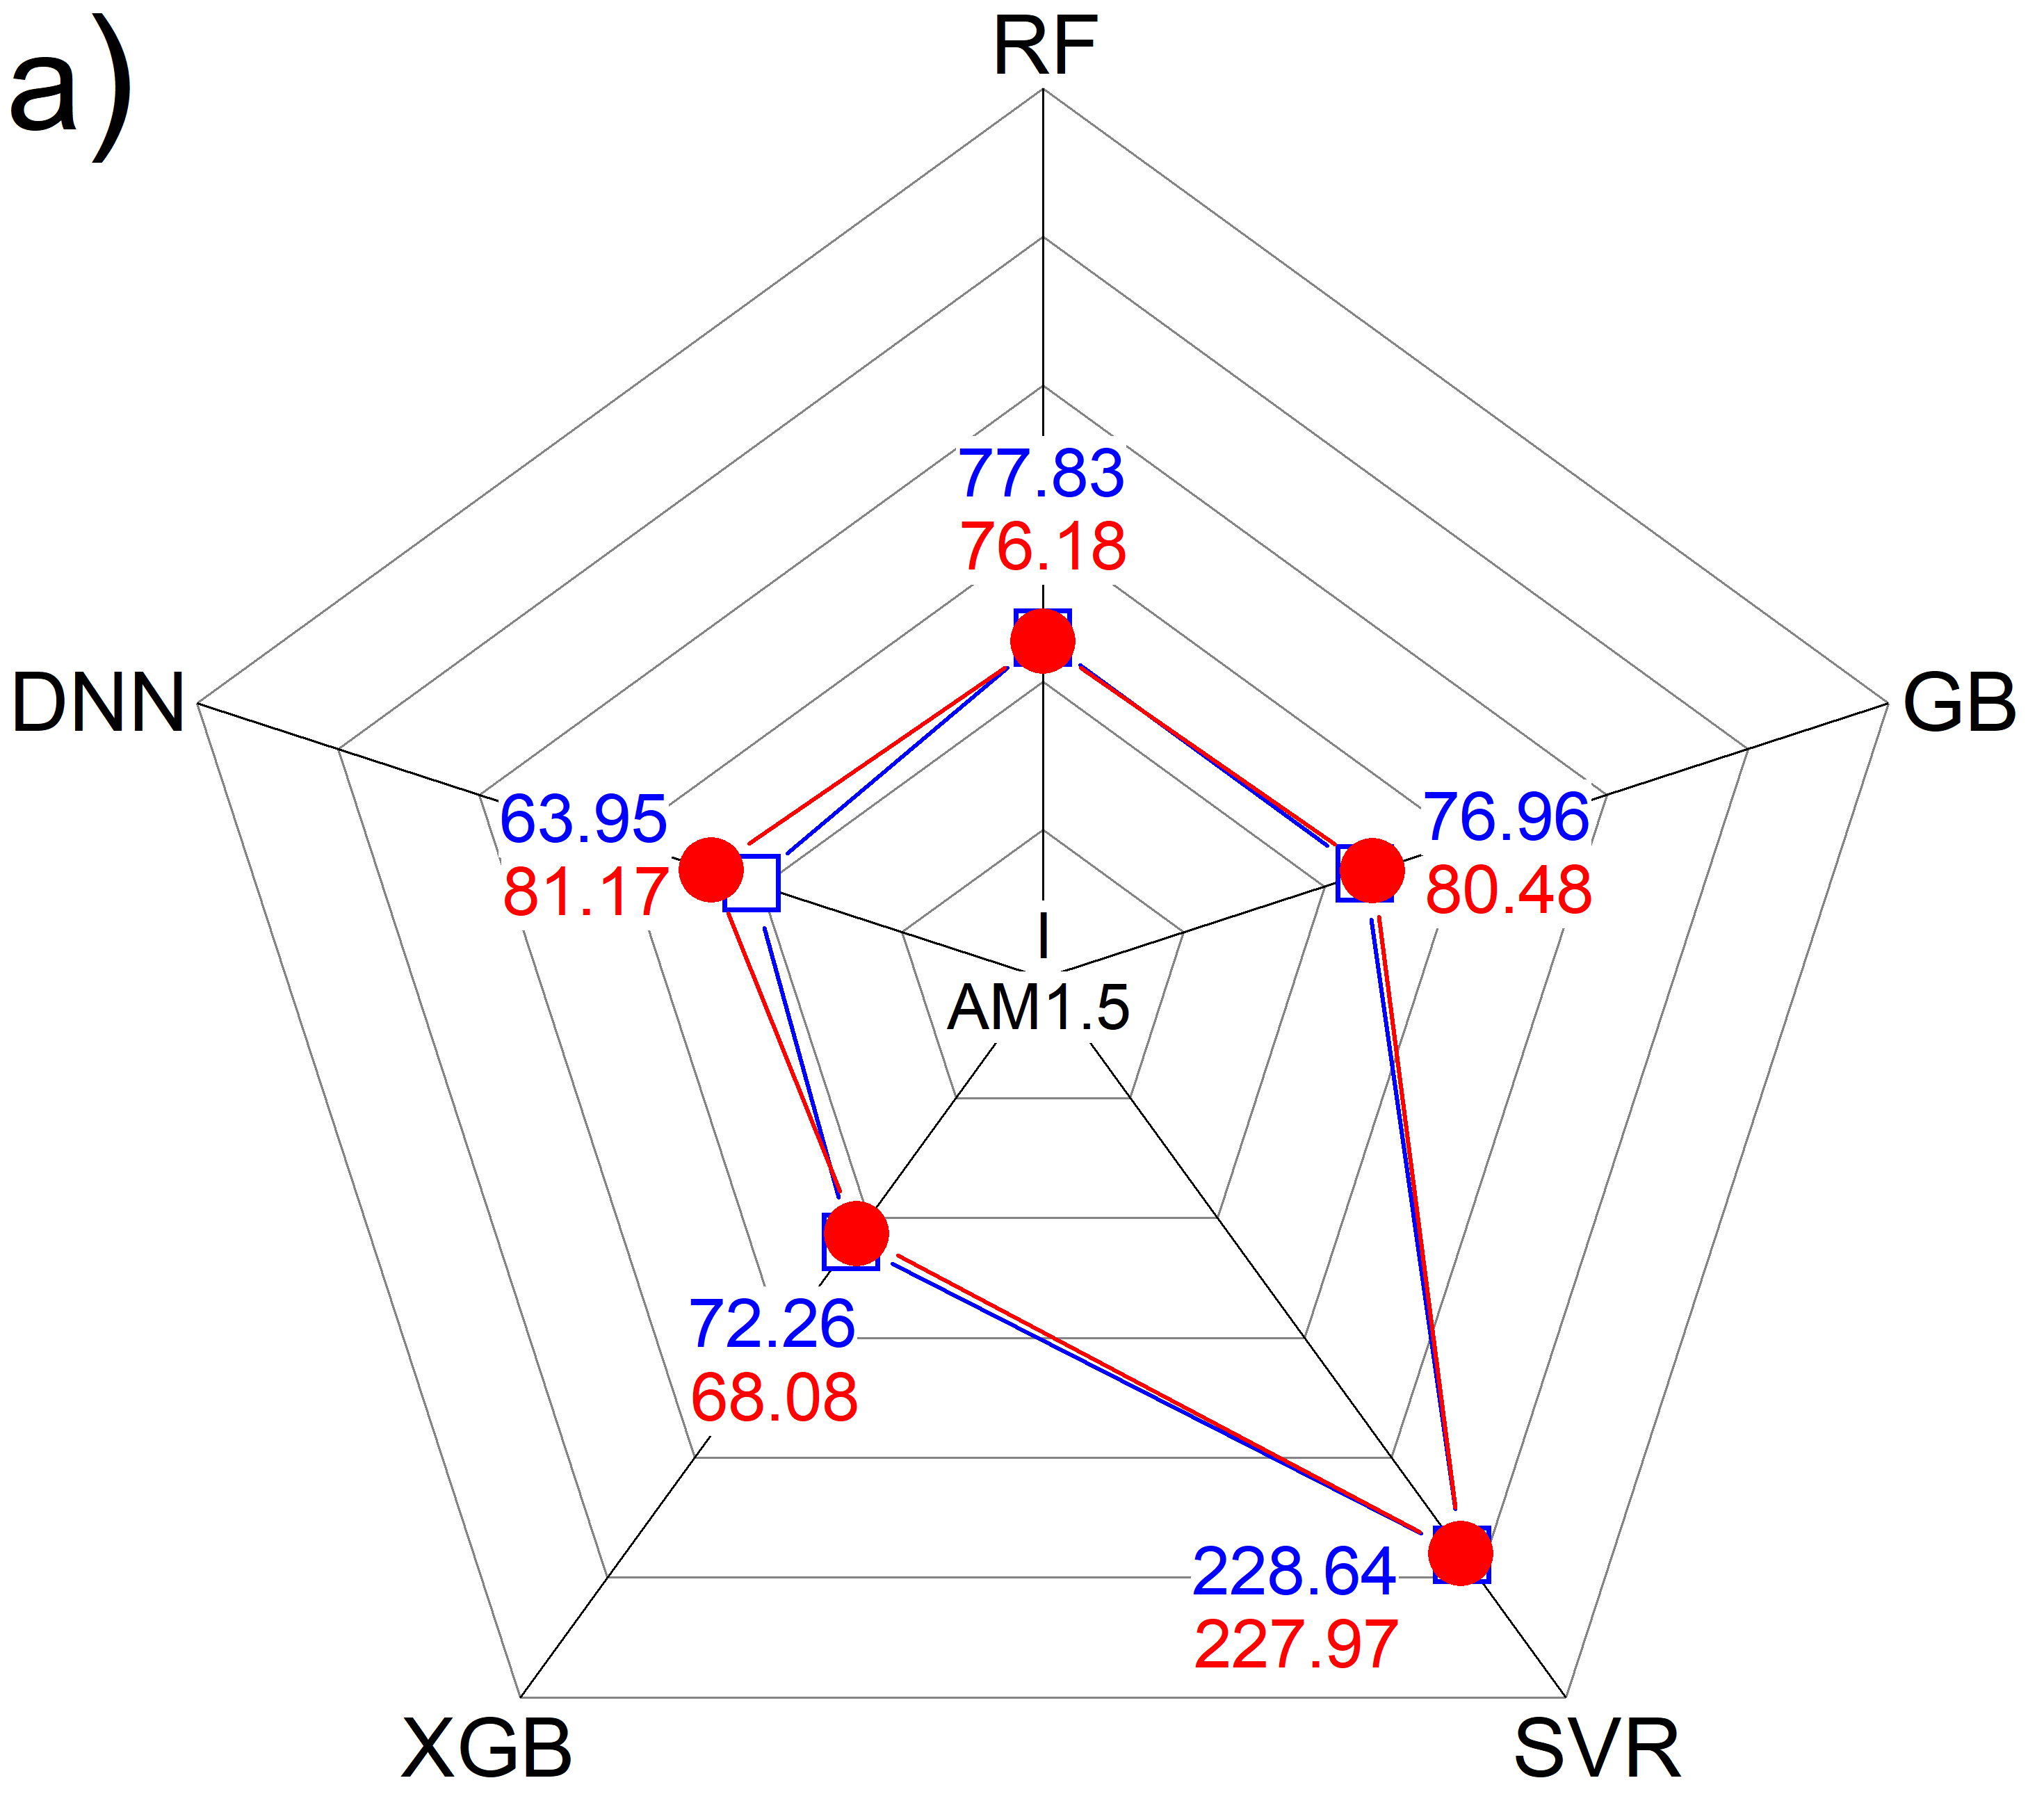 a)
RF
77.83
76.18
DNN
GB
63.95
81.17
76.96
80.48
I
AM1.5
72.26
68.08
228.64
227.97
XGB
SVR